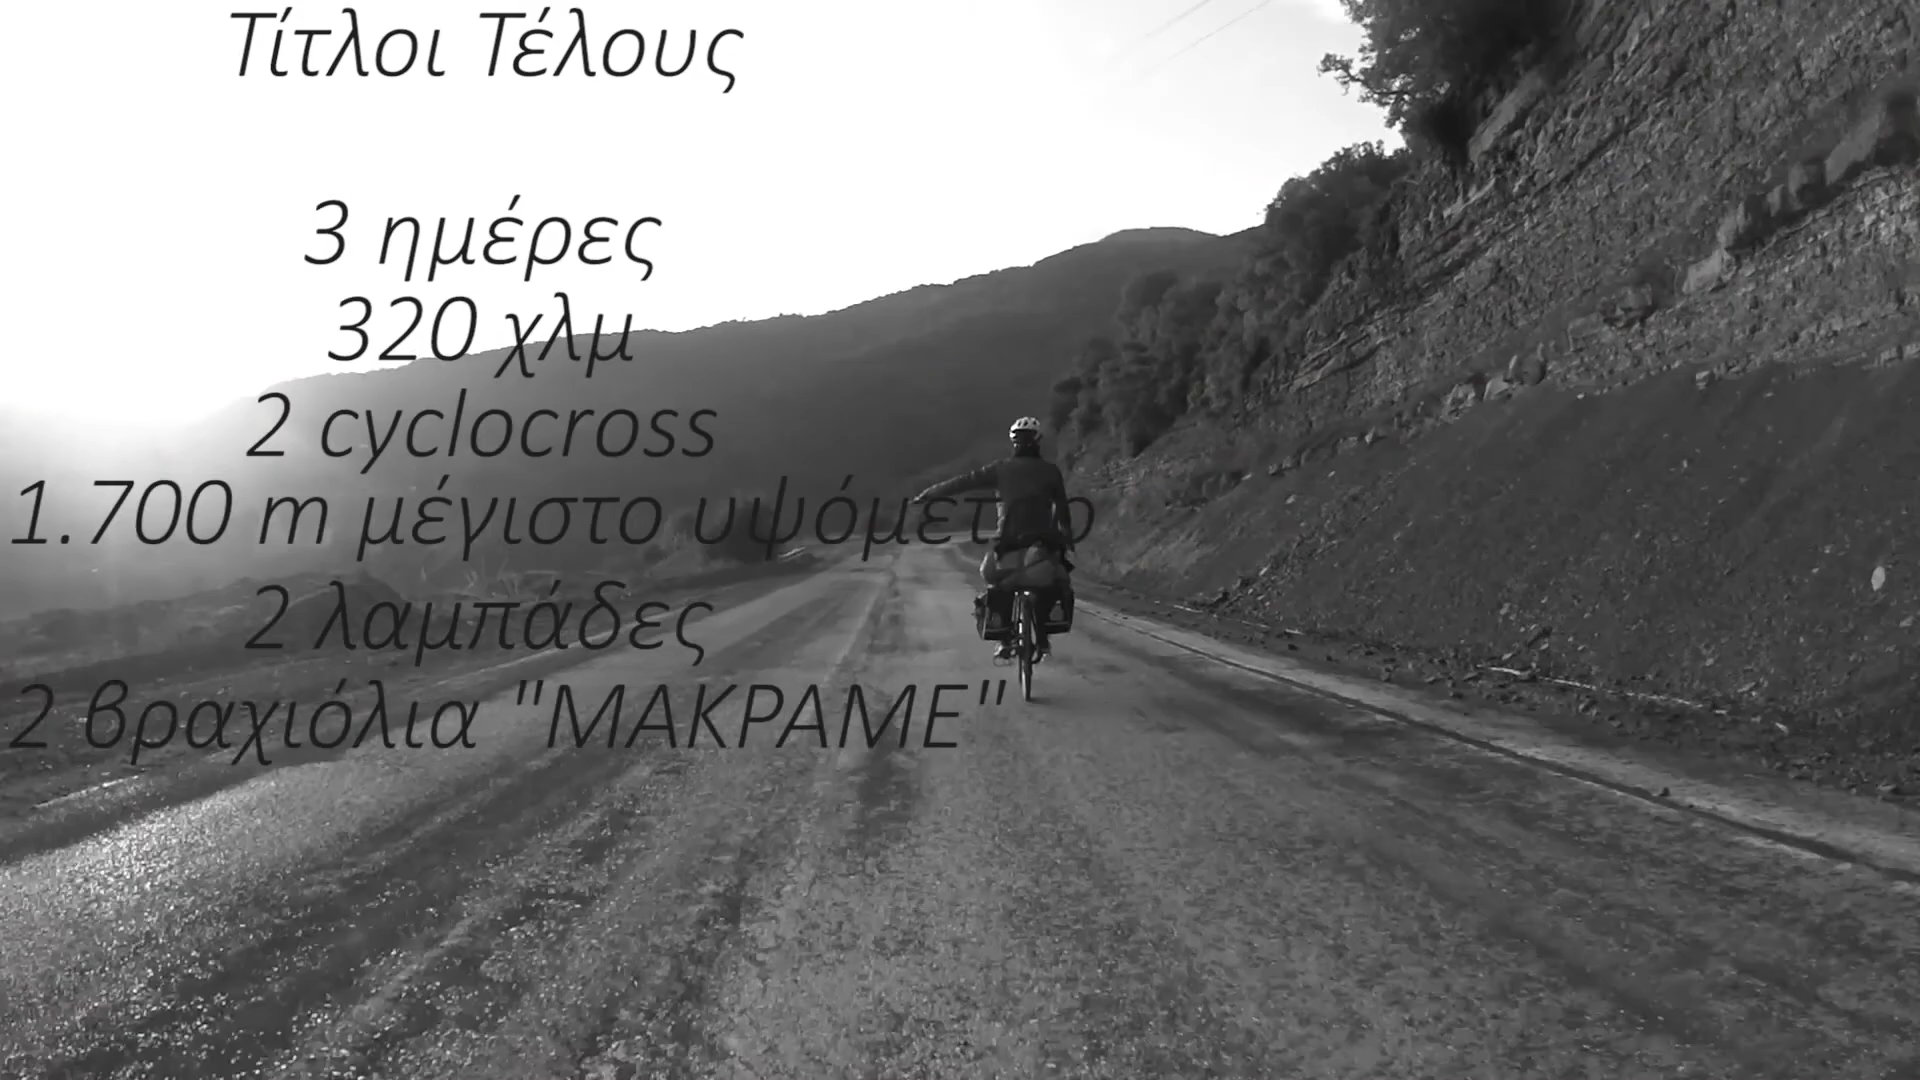 Τίτλοι Τέλους
3 ημέρες
320 χλμ
2 cyclocross
1.700 m μέγιστο υψόμετρο
2 λαμπάδες
2 βραχιόλια "ΜΑΚΡΑΜΕ"